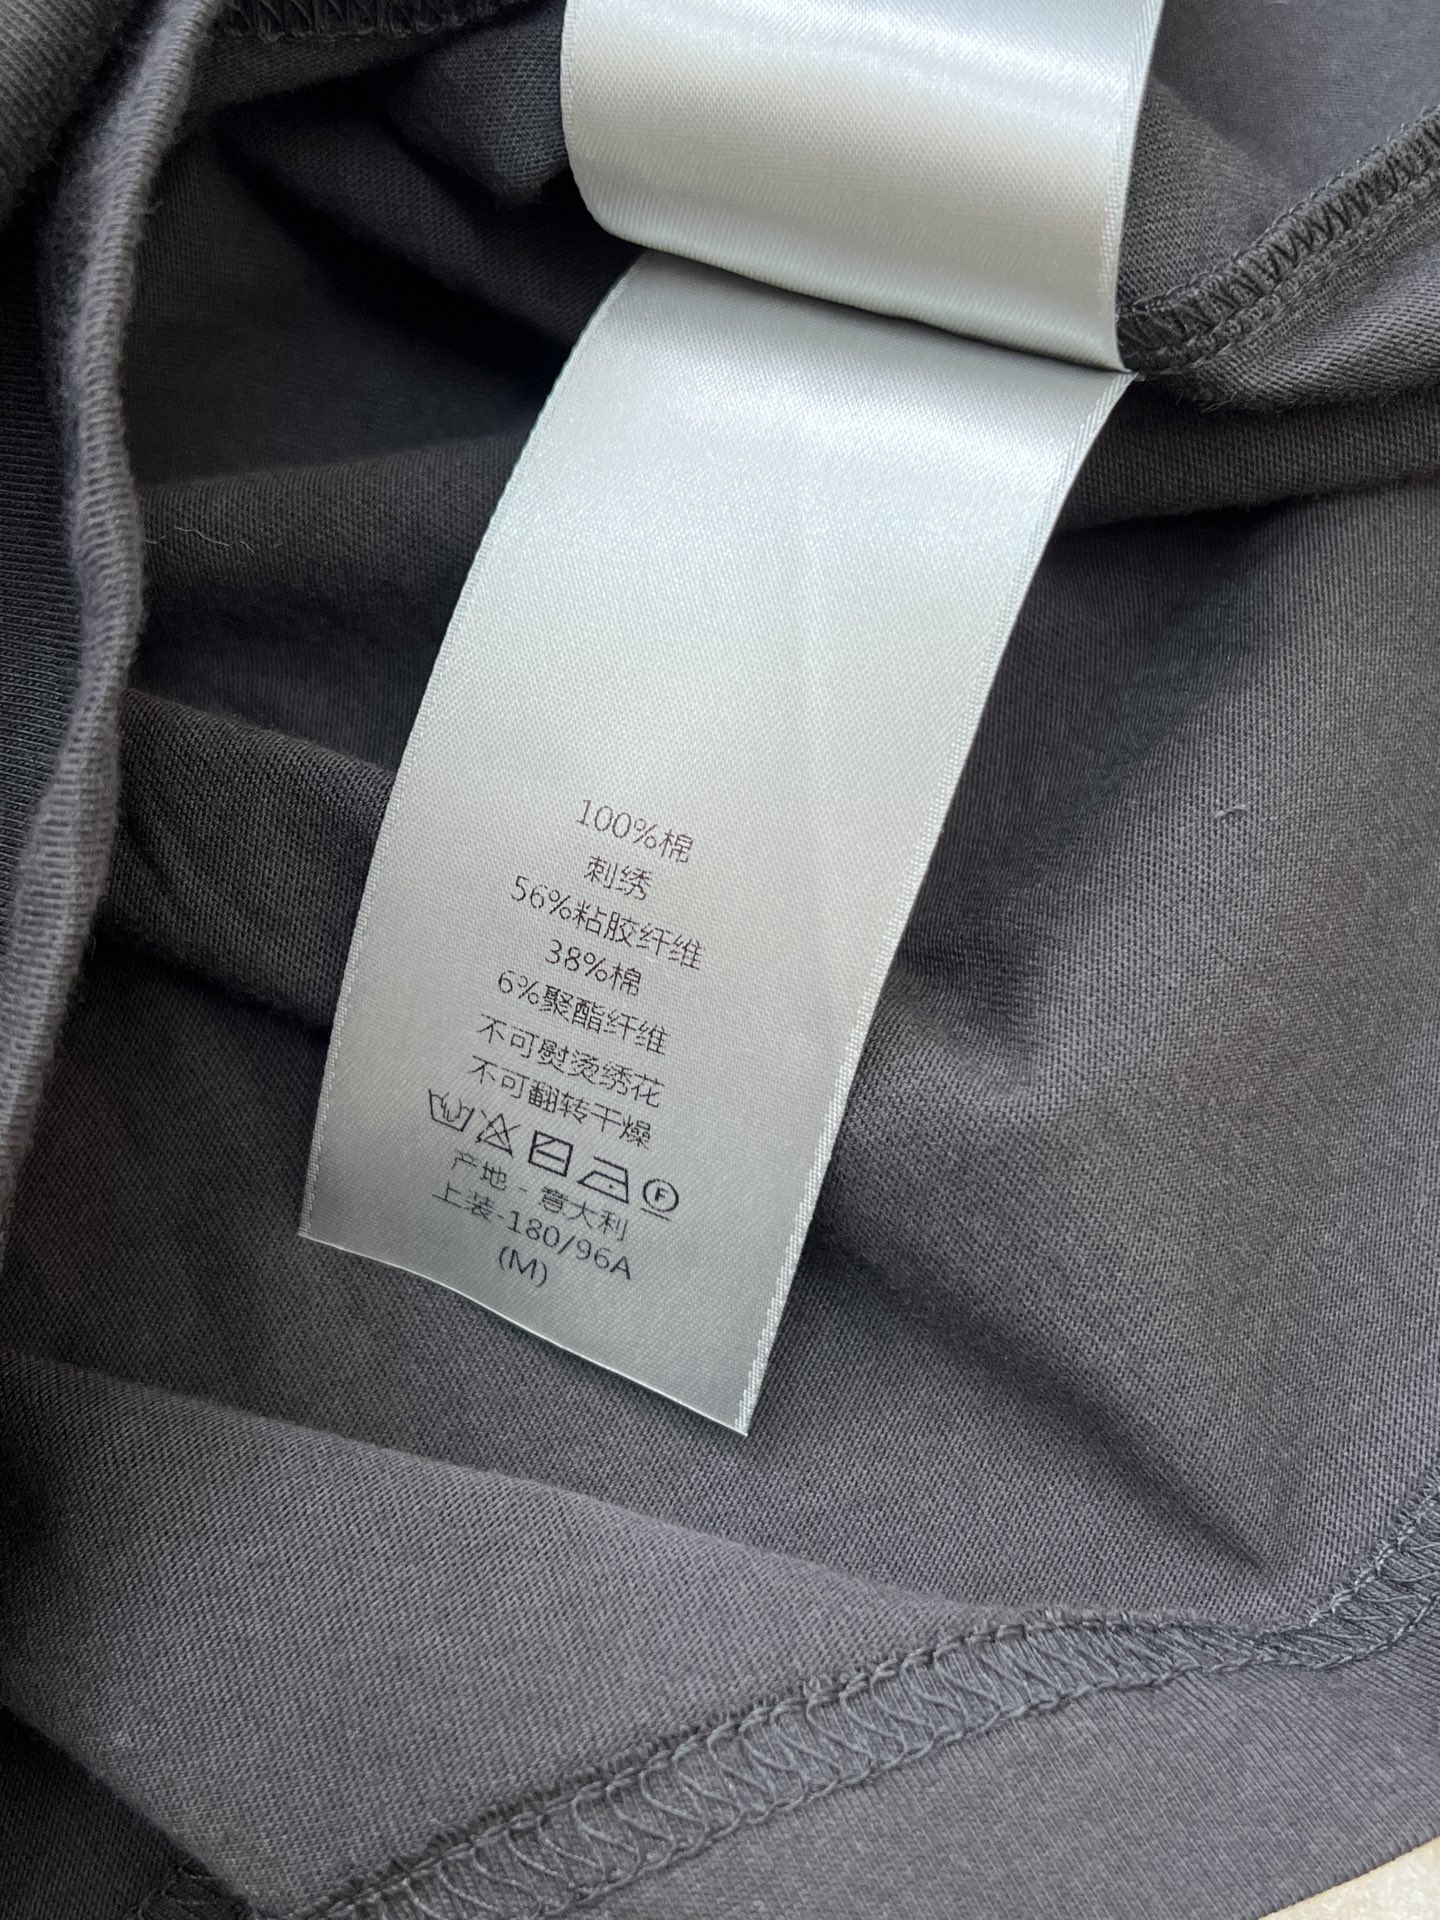 100%棉
刺绣
56%粘胶纤维
38%棉
6%聚酯纤维
不可熨烫绣花
不可翻转干燥
F
产地 - 意大利
上装-180/96A
(M)